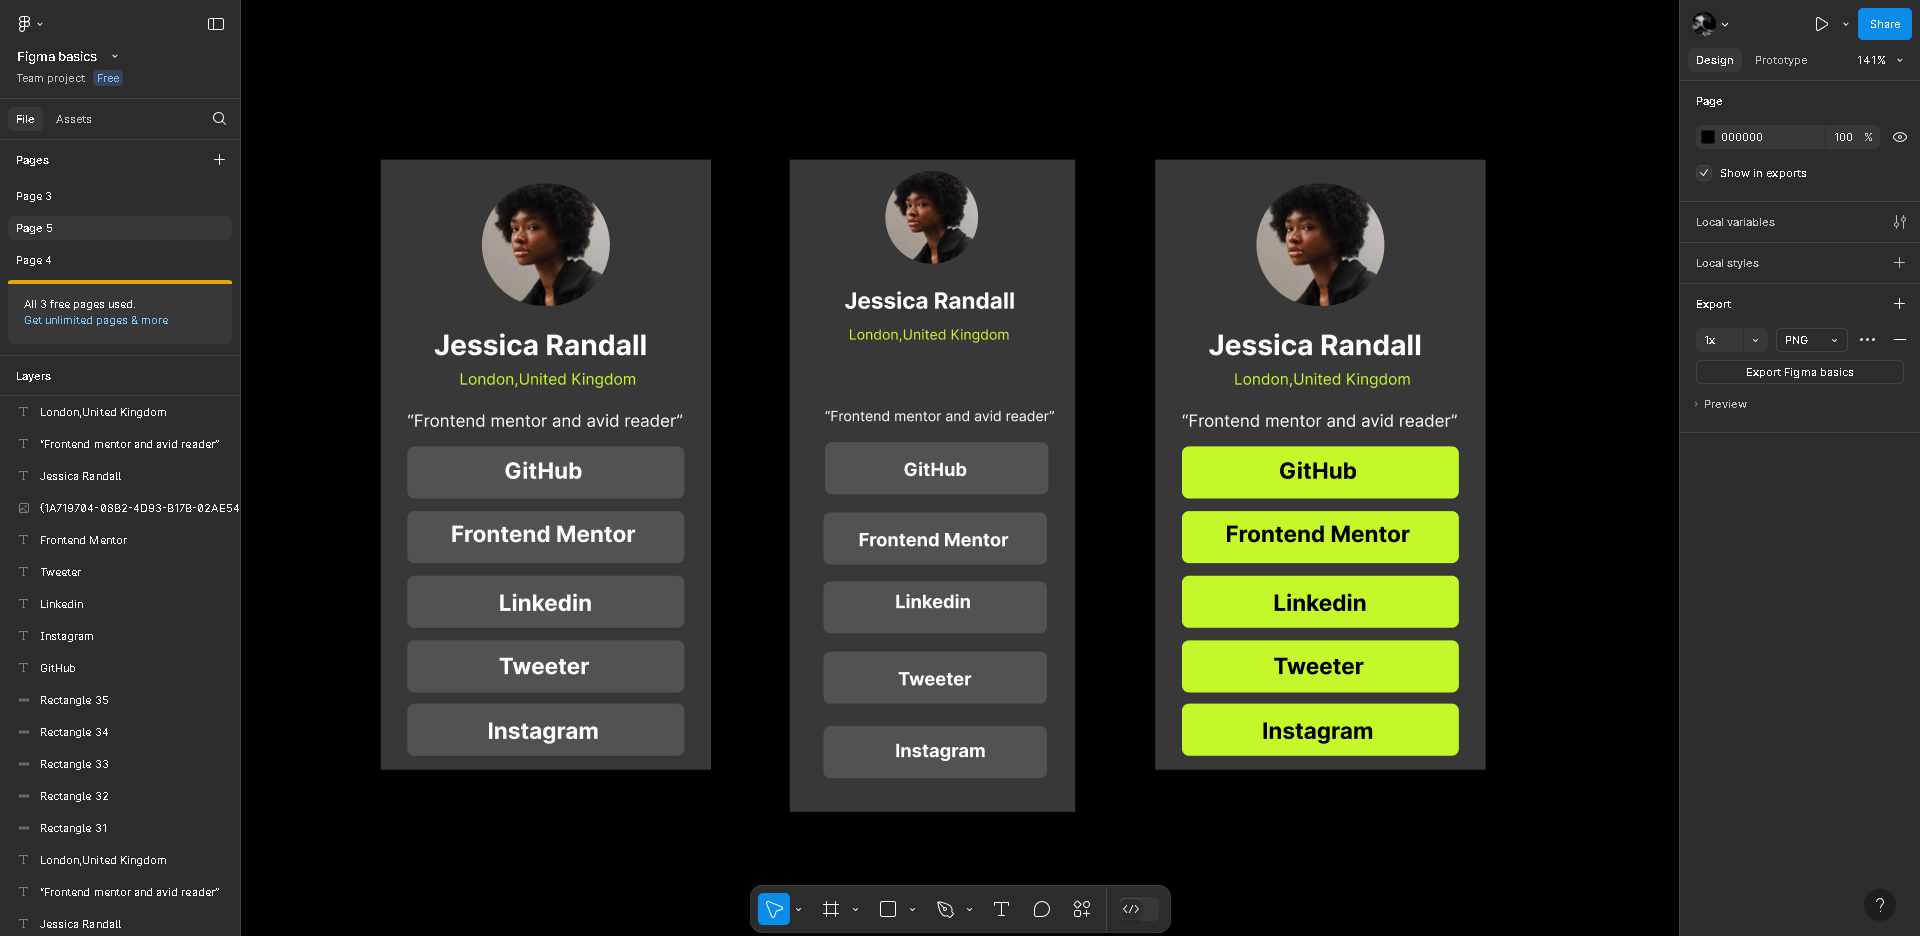 Figma basics
Team project Free
File Assets
Pages
Page 3
Page 5
Page 4
All 3 free pages used.
Get unlimited pages & more
Layers
London,United Kingdom
“Frontend mentor and avid reader”
Jessica Randall
{1A719704-08B2-4D93-B17B-02AE54
Frontend Mentor
Tweeter
Linkedin
Instagram
GitHub
Rectangle 35
Rectangle 34
Rectangle 33
Rectangle 32
Rectangle 31
London,United Kingdom
“Frontend mentor and avid reader”
Jessica Randall
Jessica Randall
London,United Kingdom
“Frontend mentor and avid reader”
GitHub
Frontend Mentor
Linkedin
Tweeter
Instagram
Jessica Randall
London,United Kingdom
“Frontend mentor and avid reader”
GitHub
Frontend Mentor
Linkedin
Tweeter
Instagram
Jessica Randall
London,United Kingdom
“Frontend mentor and avid reader”
GitHub
Frontend Mentor
Linkedin
Tweeter
Instagram
Share
Design Prototype 141%
Page
000000 100 %
Show in exports
Local variables
Local styles
Export
1x PNG
Export Figma basics
Preview
?